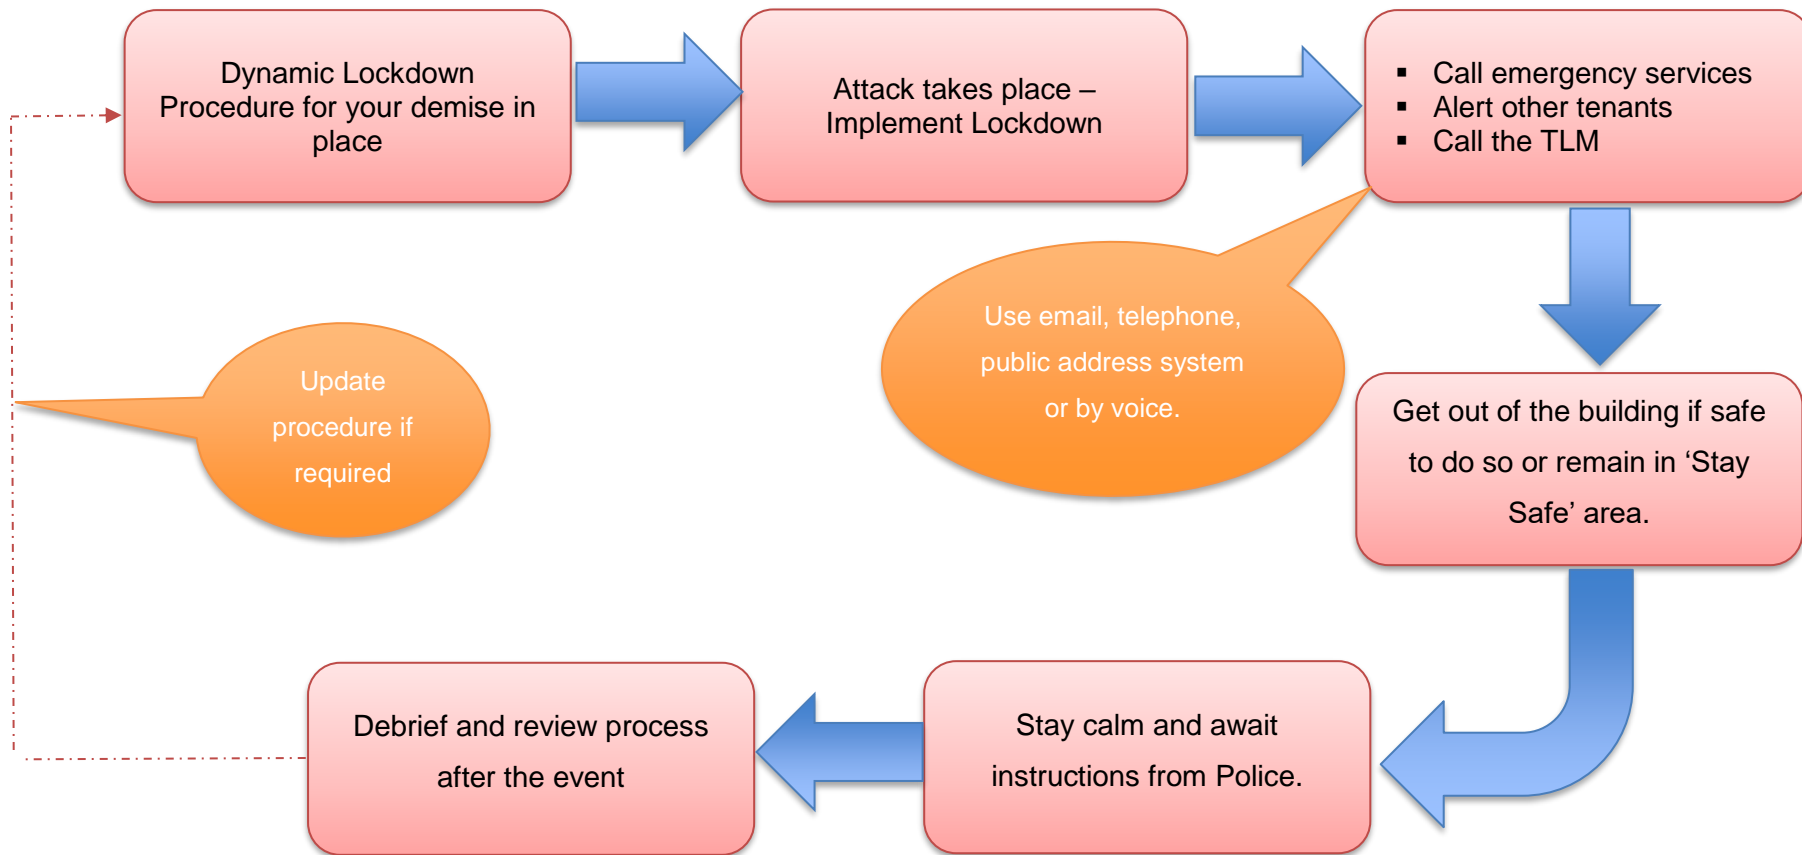 Dynamic Lockdown
Procedure for your demise in
place
Attack takes place –
Implement Lockdown
▪ Call emergency services
▪ Alert other tenants
▪ Call the TLM
Use email, telephone,
public address system
or by voice.
Get out of the building if safe
to do so or remain in ‘Stay
Safe’ area.
Stay calm and await
instructions from Police.
Debrief and review process
after the event
Update
procedure if
required